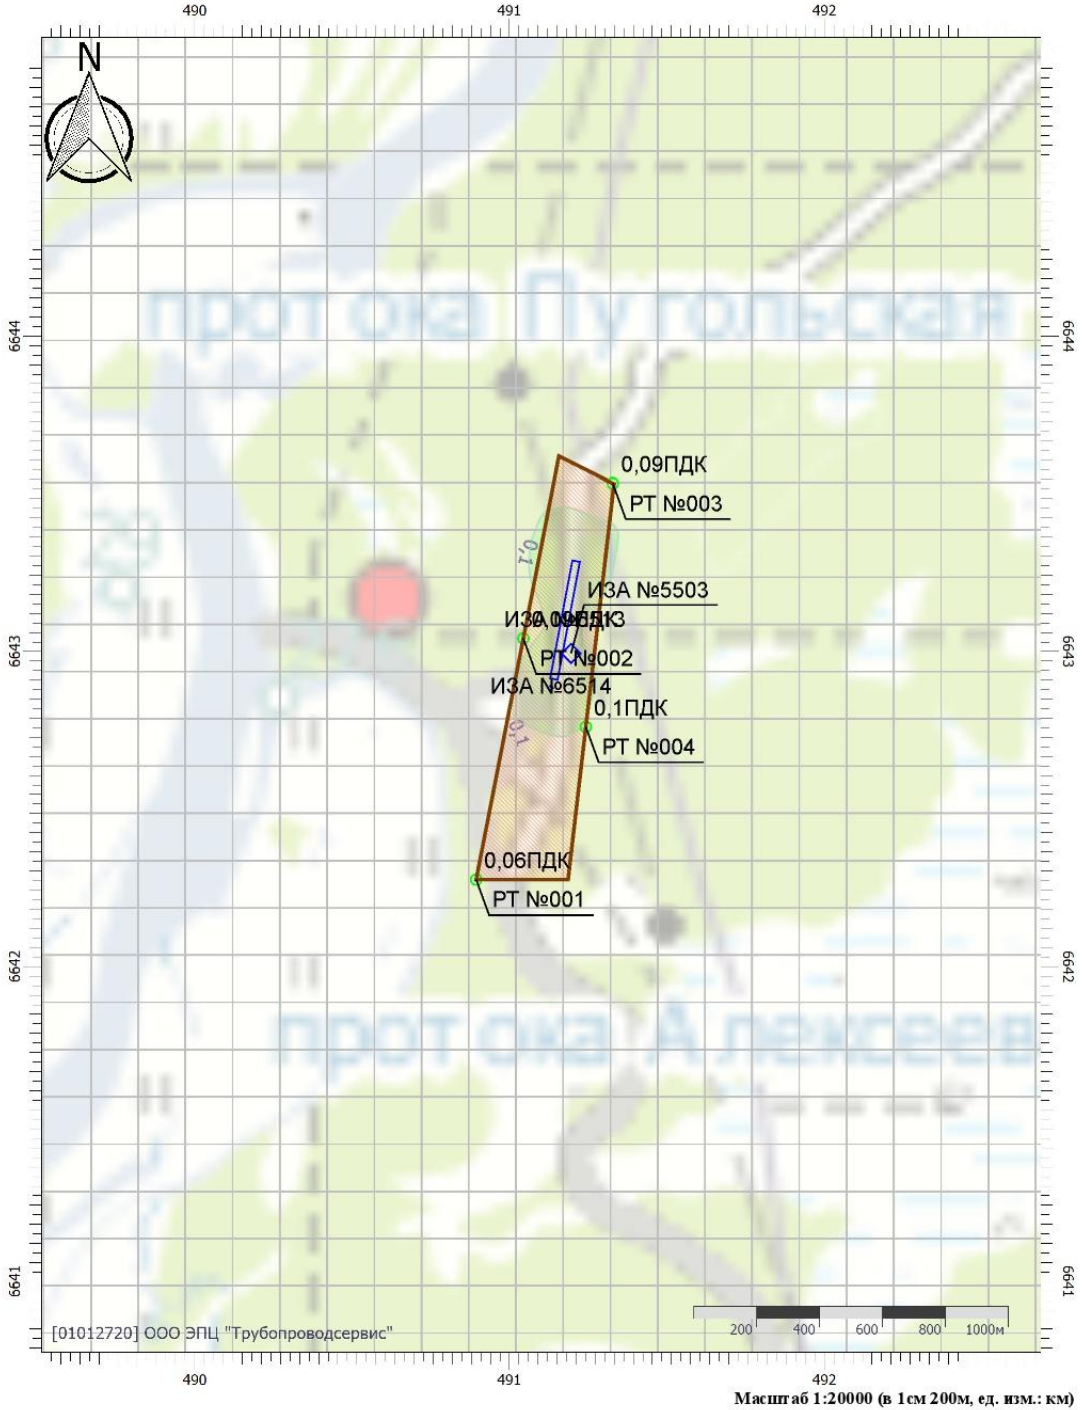 490 491 492
N
протока Пугольская
6644 6644
0,09ПДК
РТ №003
0,1
ИЗА №5503
ИЗА №6513
6643 6643
РТ №002
ИЗА №6514
0,1ПДК
0,1
РТ №004
0,06ПДК
РТ №001
6642 6642
протока Алексеев
6641 6641
[01012720] ООО ЭПЦ "Трубопроводсервис"
200 400 600 800 1000м
490 491 492
Масштаб 1:20000 (в 1см 200м, ед. изм.: км)